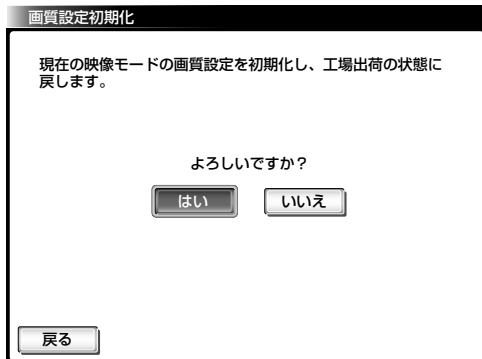 画質設定初期化
現在の映像モードの画質設定を初期化し、工場出荷の状態に
戻します。
よろしいですか？
はい いいえ
戻る